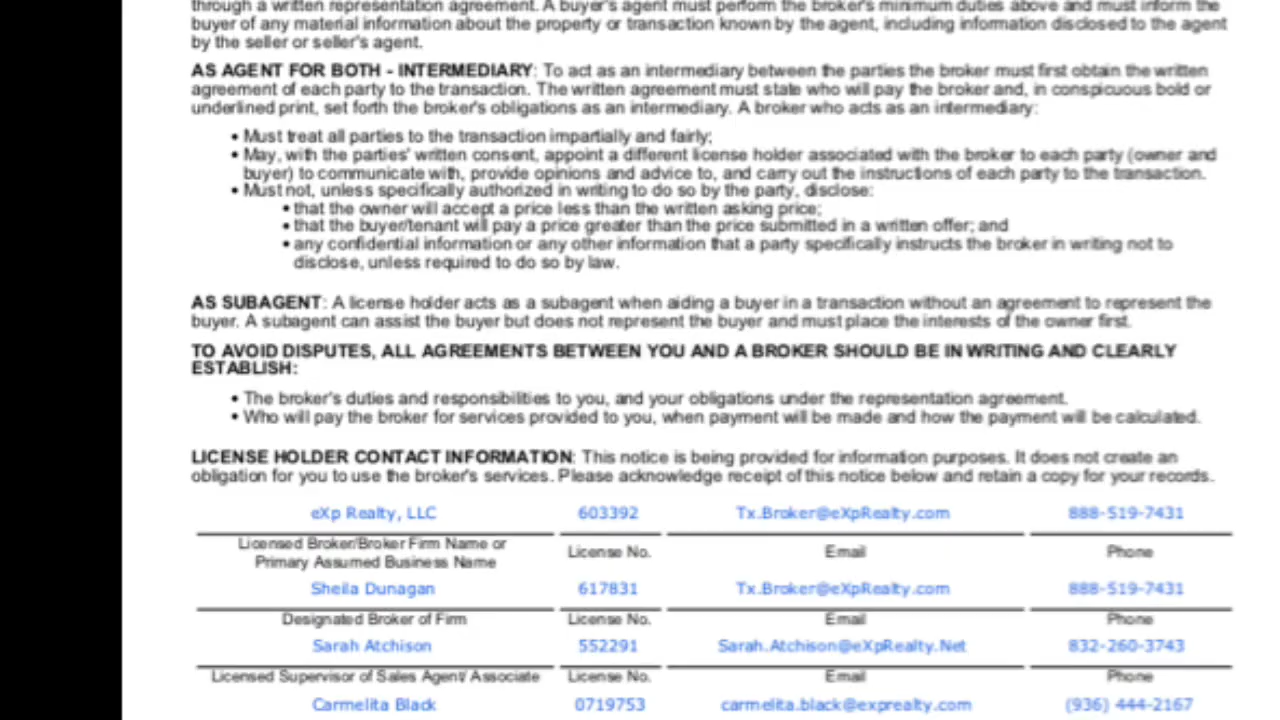 through a written representation agreement. A buyer's agent must perform the broker's minimum duties above and must inform the
buyer of any material information about the property or transaction known by the agent, including information disclosed to the agent
by the seller or seller's agent.
AS AGENT FOR BOTH - INTERMEDIARY: To act as an intermediary between the parties the broker must first obtain the written
agreement of each party to the transaction. The written agreement must state who will pay the broker and, in conspicuous bold or
underlined print, set forth the broker's obligations as an intermediary. A broker who acts as an intermediary:
• Must treat all parties to the transaction impartially and fairly;
• May, with the parties' written consent, appoint a different license holder associated with the broker to each party (owner and
buyer) to communicate with, provide opinions and advice to, and carry out the instructions of each party to the transaction.
• Must not, unless specifically authorized in writing to do so by the party, disclose:
• that the owner will accept a price less than the written asking price;
• that the buyer/tenant will pay a price greater than the price submitted in a written offer; and
• any confidential information or any other information that a party specifically instructs the broker in writing not to
disclose, unless required to do so by law.
AS SUBAGENT: A license holder acts as a subagent when aiding a buyer in a transaction without an agreement to represent the
buyer. A subagent can assist the buyer but does not represent the buyer and must place the interests of the owner first.
TO AVOID DISPUTES, ALL AGREEMENTS BETWEEN YOU AND A BROKER SHOULD BE IN WRITING AND CLEARLY
ESTABLISH:
• The broker's duties and responsibilities to you, and your obligations under the representation agreement.
• Who will pay the broker for services provided to you, when payment will be made and how the payment will be calculated.
LICENSE HOLDER CONTACT INFORMATION: This notice is being provided for information purposes. It does not create an
obligation for you to use the broker's services. Please acknowledge receipt of this notice below and retain a copy for your records.
eXp Realty, LLC 603392 Tx.Broker@eXpRealty.com 888-519-7431
Licensed Broker/Broker Firm Name or
Primary Assumed Business Name License No. Email Phone
Sheila Dunagan 617831 Tx.Broker@eXpRealty.com 888-519-7431
Designated Broker of Firm License No. Email Phone
Sarah Atchison 552291 Sarah.Atchison@eXpRealty.Net 832-260-3743
Licensed Supervisor of Sales Agent/ Associate License No. Email Phone
Carmelita Black 0719753 carmelita.black@exprealty.com (936) 444-2167